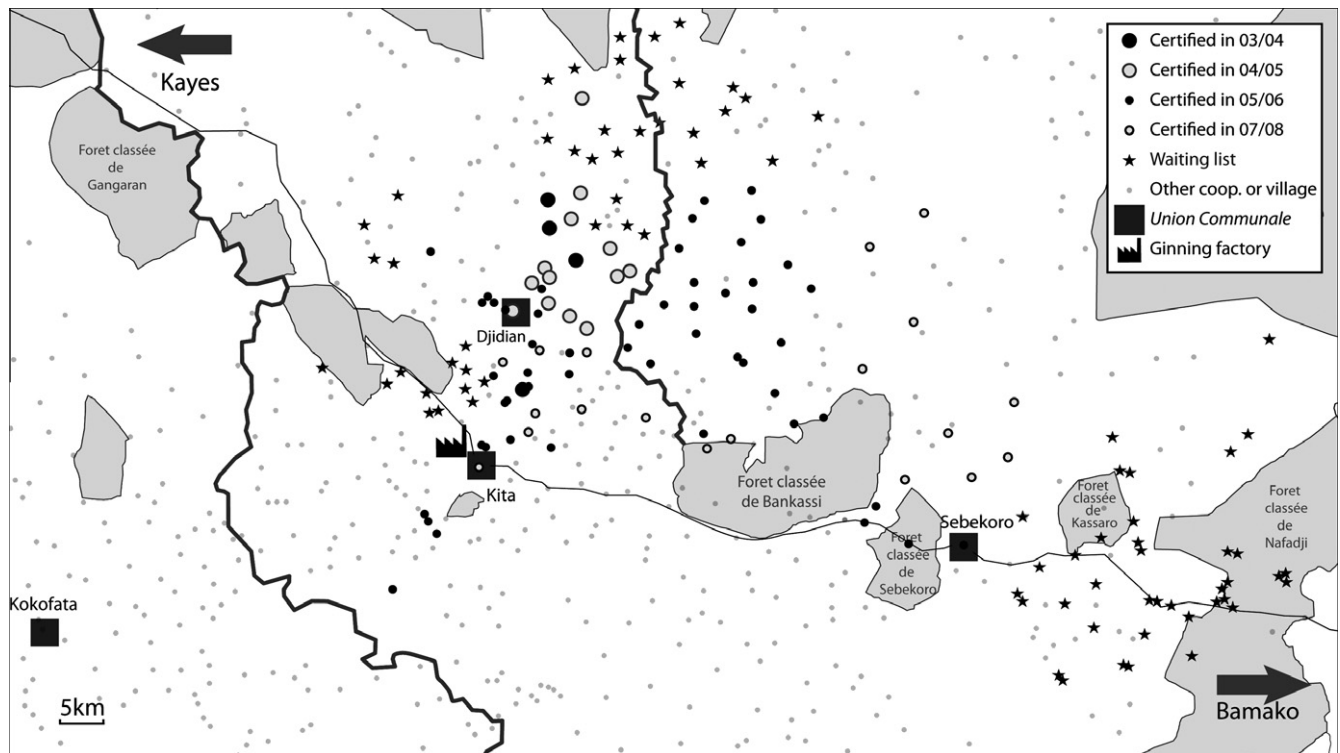 Kayes
Certified in 03/04
Certified in 04/05
Certified in 05/06
Certified in 07/08
Waiting list
Other coop. or village
Union Communale
Ginning factory
Foret classée
de
Gangaran
Djidian
Kita
Foret classée
de Bankassi
Foret
classée
de
Kassaro
Foret
classée
de
Nafadji
Sebekoro
Foret
classée
de
Sebekoro
Kokofata
5km
Bamako